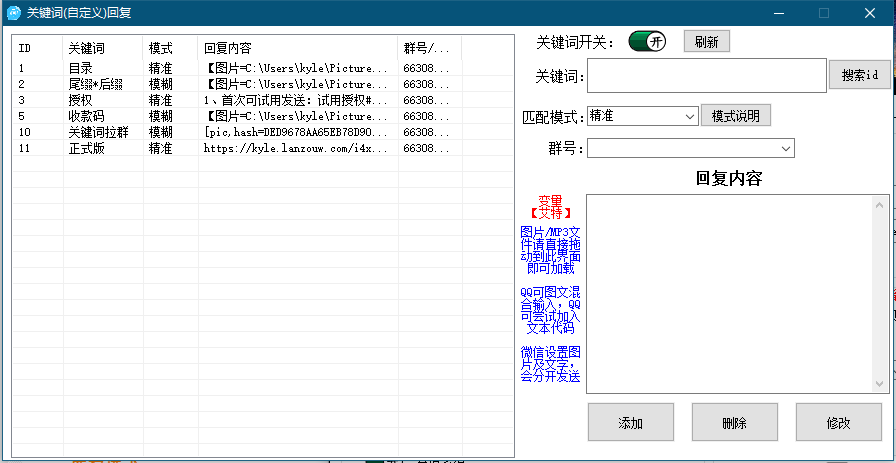 关键词(自定义)回复
ID 关键词 模式 回复内容 群号/...
1 目录 精准 【图片=C:\Users\kyle\Picture... 66308...
2 尾缀*后缀 模糊 【图片=C:\Users\kyle\Picture... 66308...
3 授权 精准 1、首次可试用发送：试用授权#... 66308...
5 收款码 模糊 【图片=C:\Users\kyle\Picture... 66308...
10 关键词拉群 模糊 [pic,hash=DED9678AA65EB78D90... 66308...
11 正式版 精准 https://kyle.lanzouw.com/i4x... 66308...
关键词开关： 开 刷新
关键词： 搜索id
匹配模式： 精准 模式说明
群号：
回复内容
变量
【艾特】
图片/MP3文
件请直接拖
动到此界面
即可加载
QQ可图文混
合输入，QQ
可尝试加入
文本代码
微信设置图
片及文字，
会分开发送
添加 删除 修改